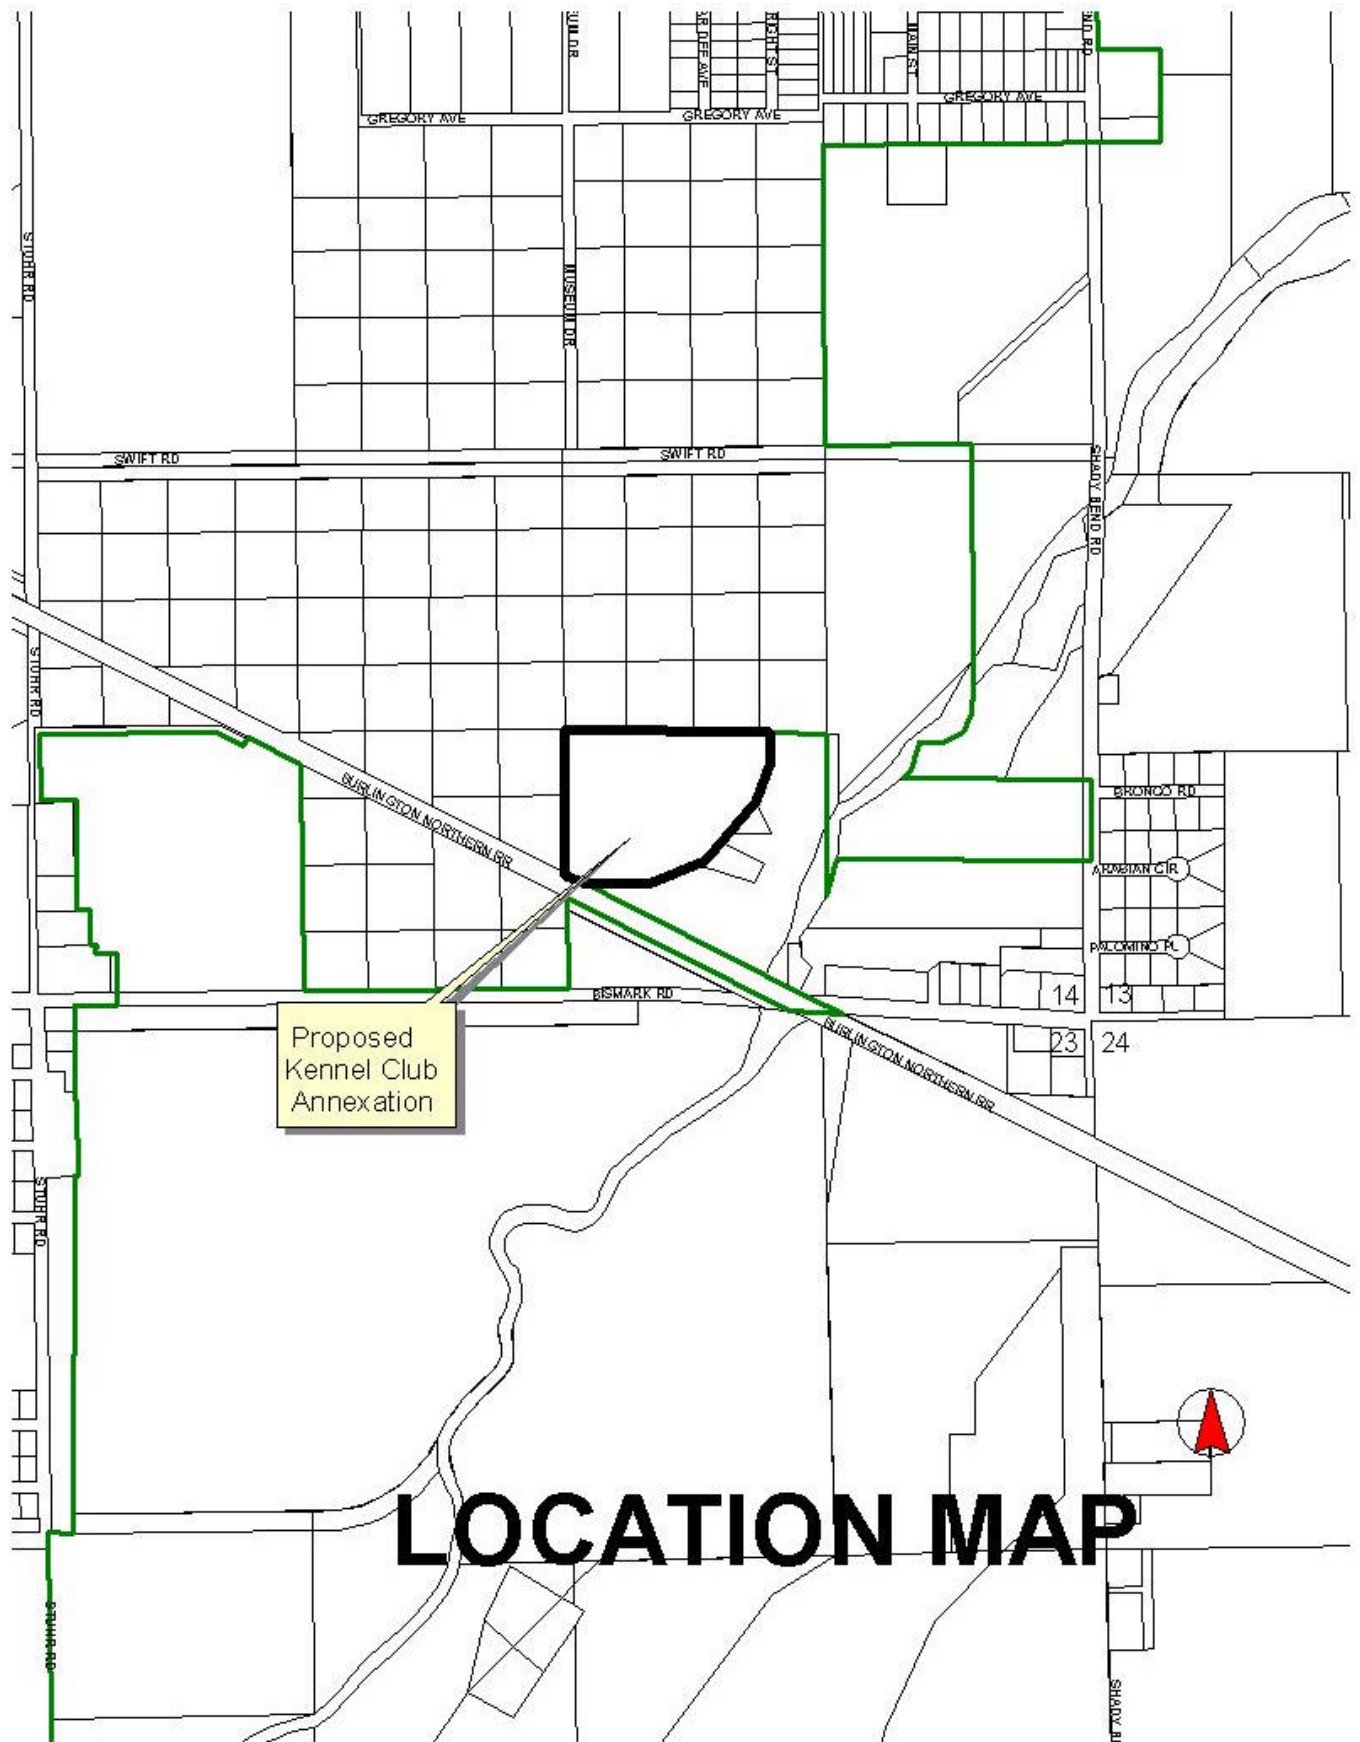 MAIN ST
GREGORY AVE
GREGORY AVE
GREGORY AVE
STUHR RD
MUSEUM DR
SWIFT RD
SWIFT RD
SHADY BEND RD
STUHR RD
BURLINGTON NORTHERN RR
BRONCO RD
ARABIAN CIR
PALOMINO PL
BISMARK RD
14
13
23
24
BURLINGTON NORTHERN RR
Proposed
Kennel Club
Annexation
STUHR RD
LOCATION MAP
STUHR RD
SHADY B